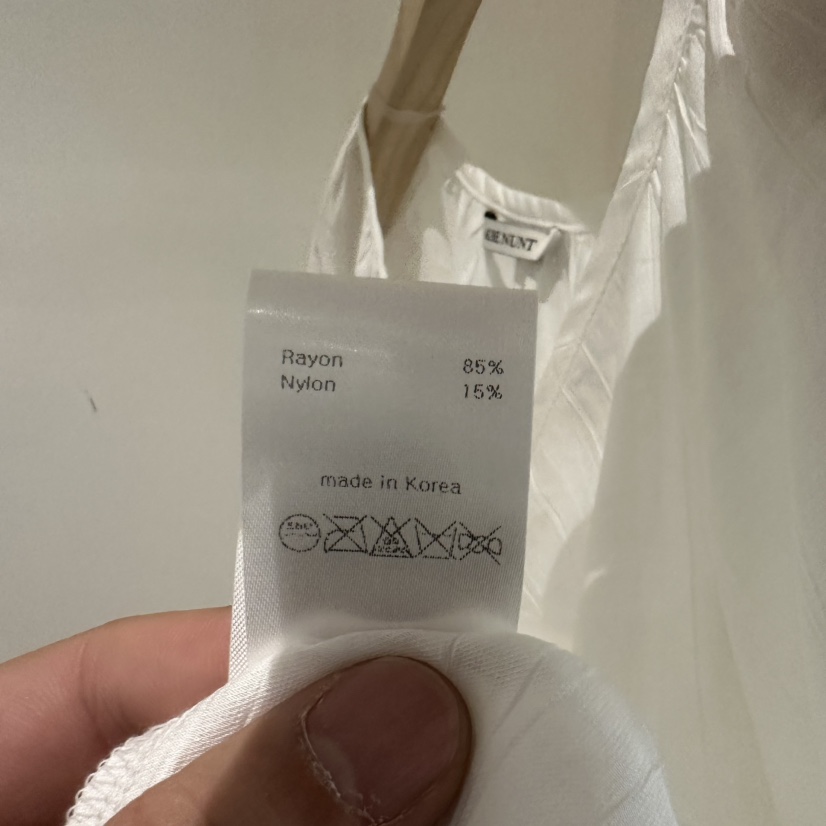 Rayon 85%
Nylon 15%
made in Korea